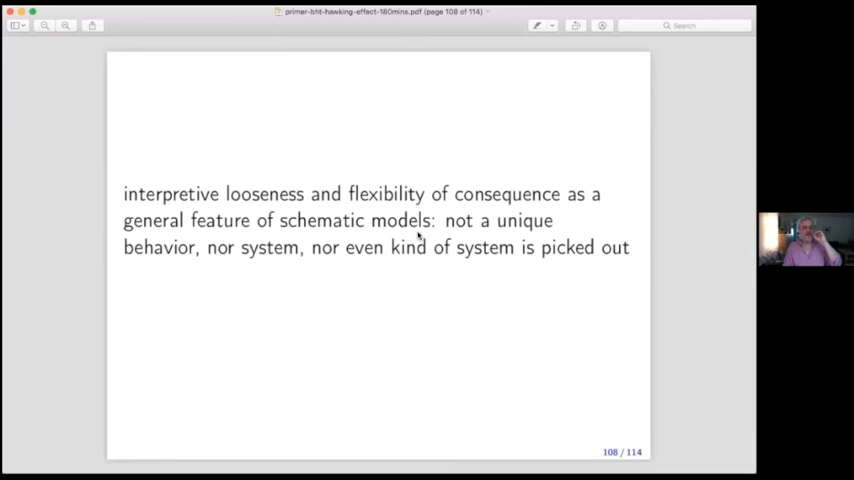 primer-bht-hawking-effect-180mins.pdf (page 108 of 114)
Search
interpretive looseness and flexibility of consequence as a
general feature of schematic models: not a unique
behavior, nor system, nor even kind of system is picked out
108 / 114